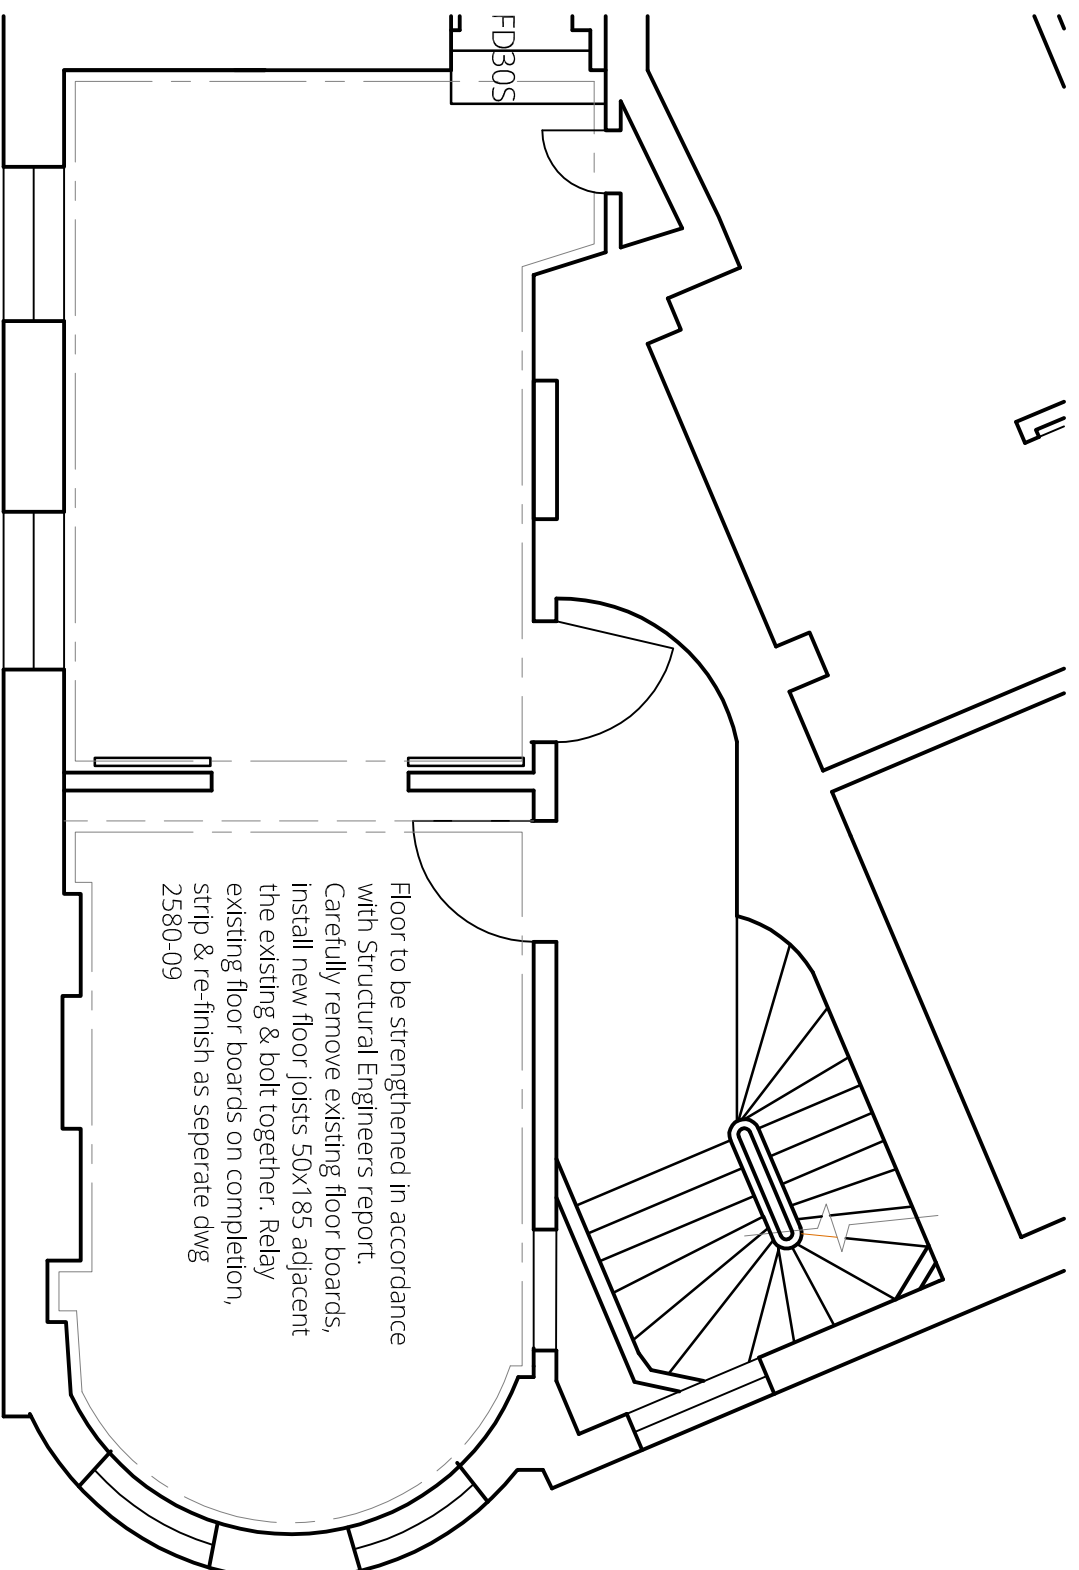 FD30S
Floor to be strengthened in accordance
with Structural Engineers report.
Carefully remove existing floor boards,
install new floor joists 50x185 adjacent
the existing & bolt together. Relay
existing floor boards on completion,
strip & re-finish as seperate dwg
2580-09